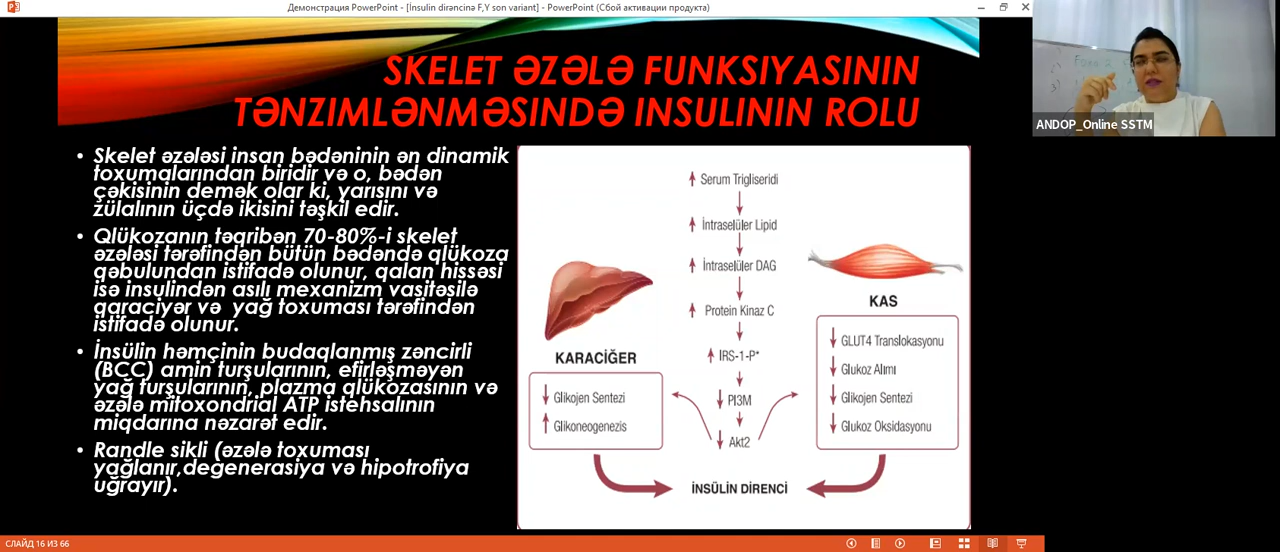 Демонстрация PowerPoint - [İnsulin dirəncinə F,Y son variant] - PowerPoint (Сбой активации продукта)
SKELET ƏZƏLƏ FUNKSIYASININ
TƏNZIMLƏNMƏSINDƏ INSULININ ROLU
• Skelet əzələsi insan bədəninin ən dinamik
toxumalarından biridir və o, bədən
çəkisinin demək olar ki, yarısını və
zülalının üçdə ikisini təşkil edir.
• Qlükozanın təqribən 70-80%-i skelet
əzələsi tərəfindən bütün bədəndə qlükoza
qəbulundan istifadə olunur, qalan hissəsi
isə insulindən asılı mexanizm vasitəsilə
qaraciyər və yağ toxuması tərəfindən
istifadə olunur.
• İnsülin həmçinin budaqlanmış zəncirli
(BCC) amin turşularının, efirləşməyən
yağ turşularının, plazma qlükozasının və
əzələ mitoxondrial ATP istehsalının
miqdarına nəzarət edir.
• Randle sikli (əzələ toxuması
yağlanır,degenerasiya və hipotrofiya
uğrayır).
↑ Serum Trigliseridi
↑ İntraselüler Lipid
↑ İntraselüler DAG
↑ Protein Kinaz C
↑ IRS-1-P*
↓ PI3M
↓ Akt2
KARACİĞER
↓ Glikojen Sentezi
↑ Glikoneogenezis
KAS
↓ GLUT4 Translokasyonu
↓ Glukoz Alımı
↓ Glikojen Sentezi
↓ Glukoz Oksidasyonu
İNSÜLİN DİRENCİ
ANDOP_Online SSTM
СЛАЙД 16 ИЗ 66